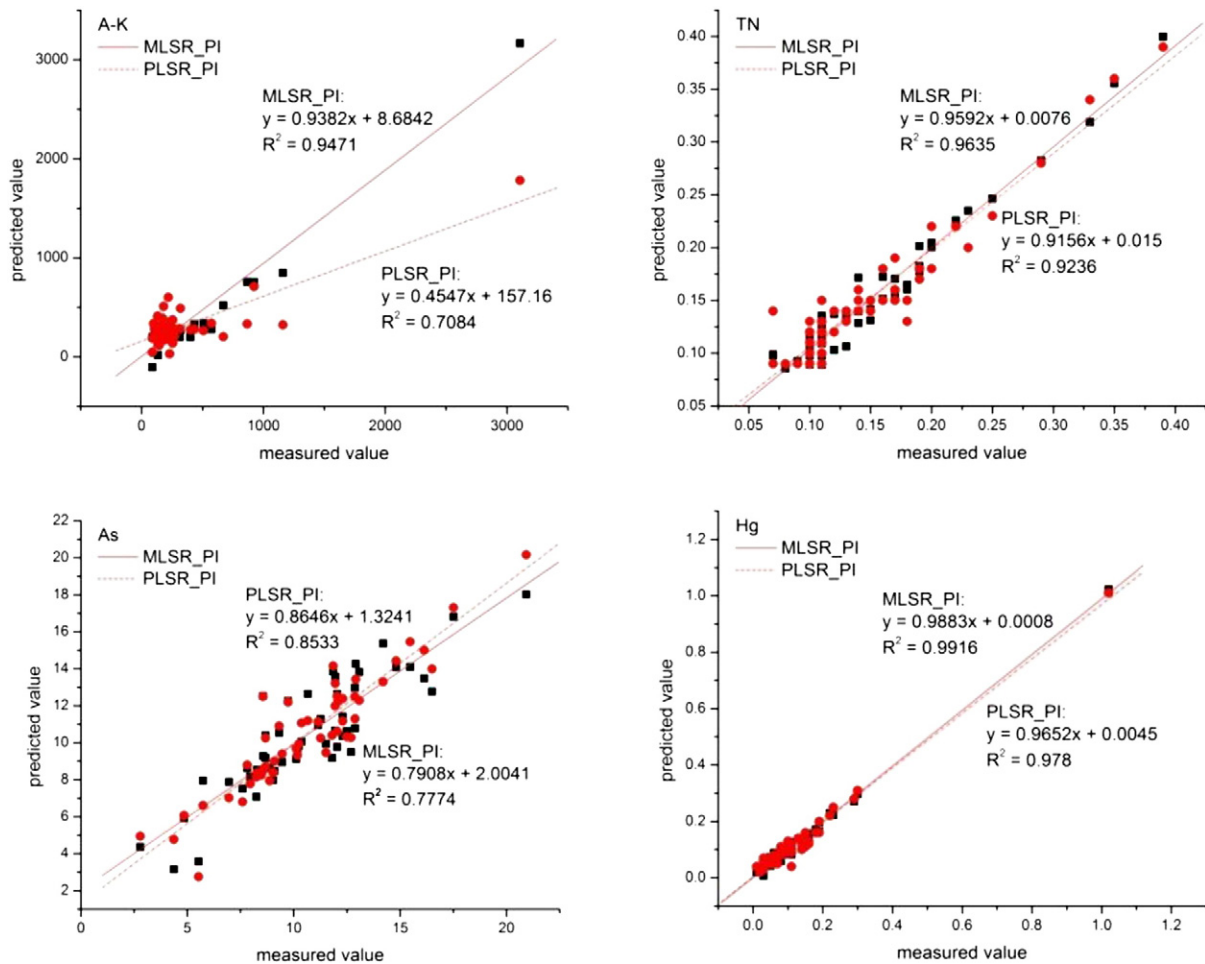 A-K
MLSR_PI
PLSR_PI
MLSR_PI:
y = 0.9382x + 8.6842
R² = 0.9471
PLSR_PI:
y = 0.4547x + 157.16
R² = 0.7084
3000
2000
1000
0
predicted value
0 1000 2000 3000
measured value
TN
MLSR_PI
PLSR_PI
MLSR_PI:
y = 0.9592x + 0.0076
R² = 0.9635
PLSR_PI:
y = 0.9156x + 0.015
R² = 0.9236
0.40
0.35
0.30
0.25
0.20
0.15
0.10
0.05
predicted value
0.05 0.10 0.15 0.20 0.25 0.30 0.35 0.40
measured value
As
MLSR_PI
PLSR_PI
PLSR_PI:
y = 0.8646x + 1.3241
R² = 0.8533
MLSR_PI:
y = 0.7908x + 2.0041
R² = 0.7774
22
20
18
16
14
12
10
8
6
4
2
predicted value
0 5 10 15 20
measured value
Hg
MLSR_PI
PLSR_PI
MLSR_PI:
y = 0.9883x + 0.0008
R² = 0.9916
PLSR_PI:
y = 0.9652x + 0.0045
R² = 0.978
1.2
1.0
0.8
0.6
0.4
0.2
0.0
predicted value
0.0 0.2 0.4 0.6 0.8 1.0 1.2
measured value